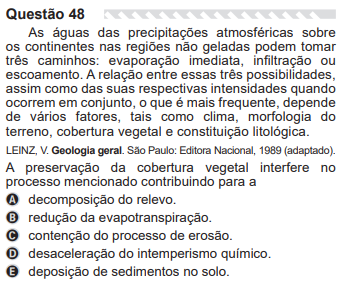 Questão 48
As águas das precipitações atmosféricas sobre
os continentes nas regiões não geladas podem tomar
três caminhos: evaporação imediata, infiltração ou
escoamento. A relação entre essas três possibilidades,
assim como das suas respectivas intensidades quando
ocorrem em conjunto, o que é mais frequente, depende
de vários fatores, tais como clima, morfologia do
terreno, cobertura vegetal e constituição litológica.
LEINZ, V. Geologia geral. São Paulo: Editora Nacional, 1989 (adaptado).
A preservação da cobertura vegetal interfere no
processo mencionado contribuindo para a
A decomposição do relevo.
B redução da evapotranspiração.
C contenção do processo de erosão.
D desaceleração do intemperismo químico.
E deposição de sedimentos no solo.